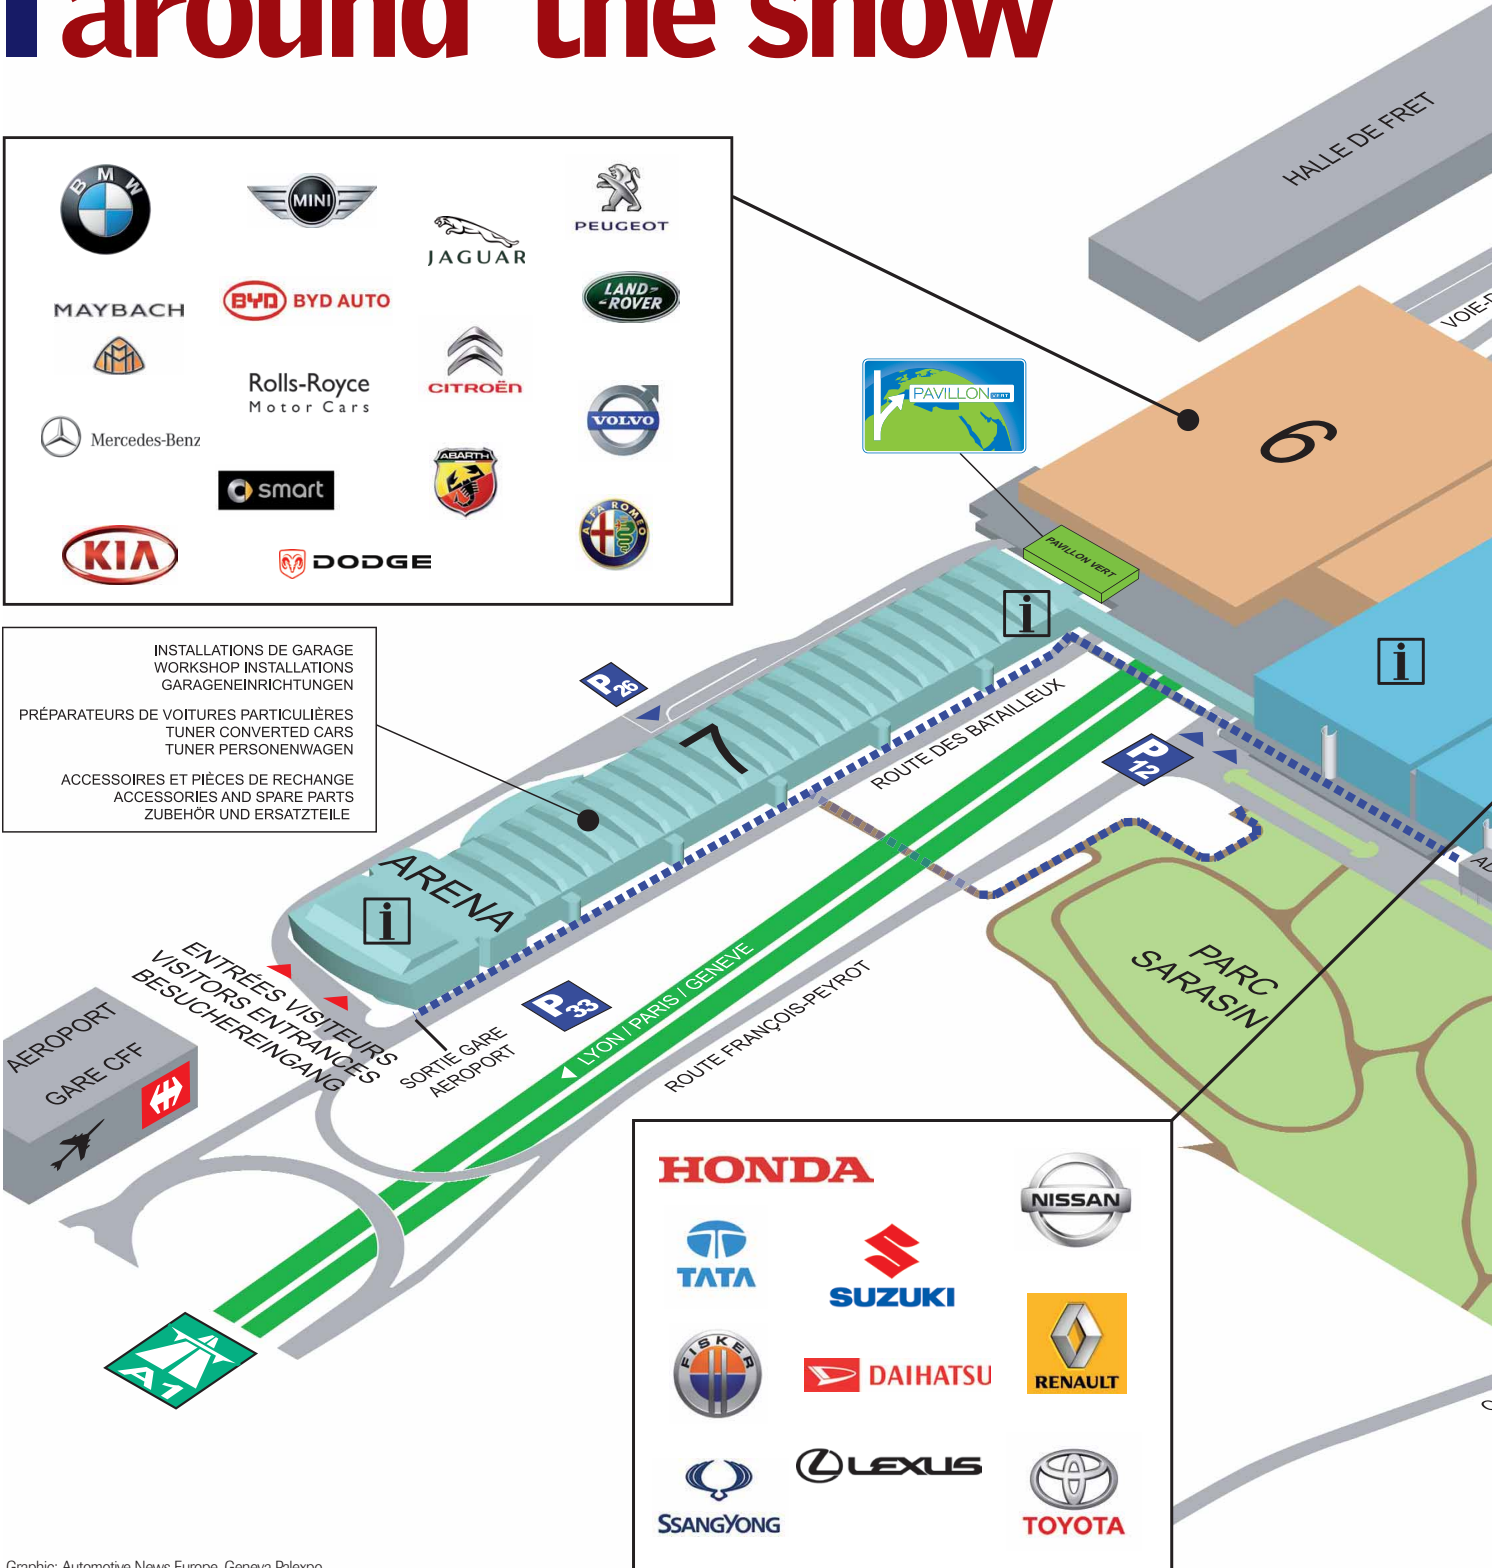 around the show
HALLE DE FRET
BMW
MINI
JAGUAR
PEUGEOT
MAYBACH
BYD BYD AUTO
LAND-
-ROVER
Rolls-Royce
Motor Cars
CITROËN
VOLVO
Mercedes-Benz
smart
ABARTH
ALFA ROMEO
KIA
DODGE
PAVILLON VERT
6
PAVILLON VERT
i
i
INSTALLATIONS DE GARAGE
WORKSHOP INSTALLATIONS
GARAGENEINRICHTUNGEN
PRÉPARATEURS DE VOITURES PARTICULIÈRES
TUNER CONVERTED CARS
TUNER PERSONENWAGEN
ACCESSOIRES ET PIÈCES DE RECHANGE
ACCESSORIES AND SPARE PARTS
ZUBEHÖR UND ERSATZTEILE
P 26
7
ROUTE DES BATAILLEUX
P
12
ARENA
i
ENTRÉES VISITEURS
VISITORS ENTRANCES
BESUCHEREINGANG
P 33
SORTIE GARE
AEROPORT
LYON / PARIS / GENEVE
ROUTE FRANÇOIS-PEYROT
PARC
SARASIN
AEROPORT
GARE CFF
A1
HONDA
NISSAN
TATA
SUZUKI
RENAULT
FISKER
DAIHATSU
SSANGYONG
LEXUS
TOYOTA
Graphic: Automotive News Europe, Geneva Palexpo